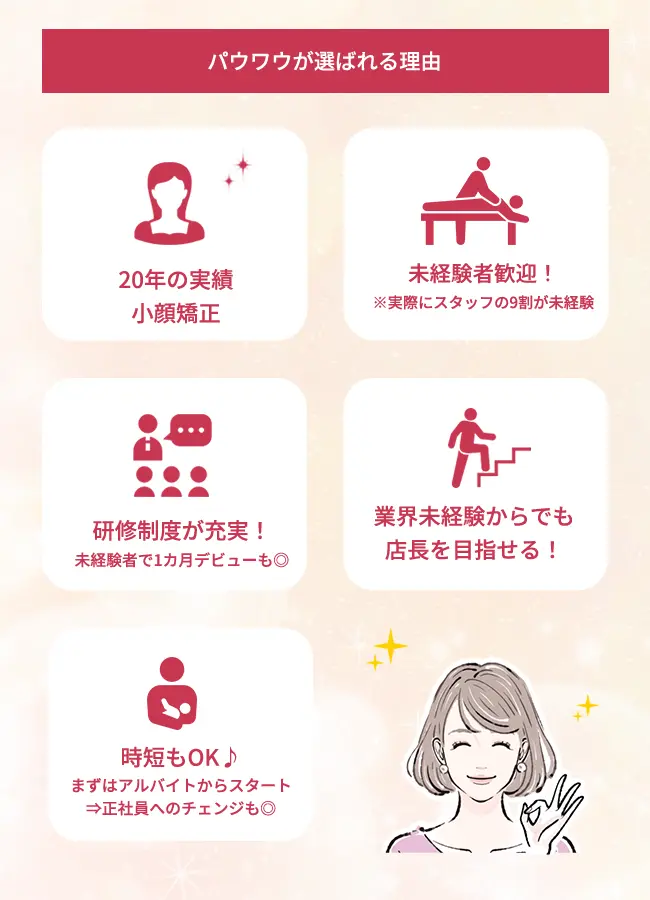 パウワウが選ばれる理由
20年の実績
小顔矯正
未経験者歓迎！
※実際にスタッフの9割が未経験
研修制度が充実！
未経験者で1カ月デビューも◎
業界未経験からでも
店長を目指せる！
時短もOK♪
まずはアルバイトからスタート
⇒正社員へのチェンジも◎